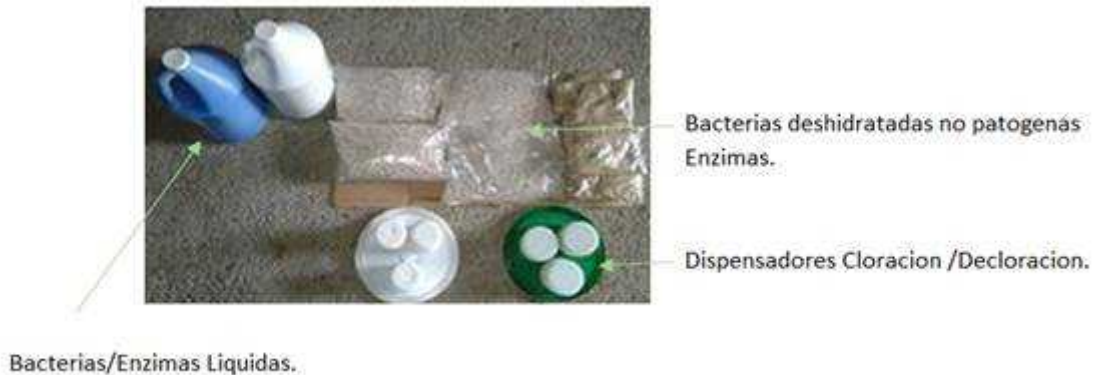 Bacterias deshidratadas no patogenas
Enzimas.
Dispensadores Cloracion /Decloracion.
Bacterias/Enzimas Liquidas.